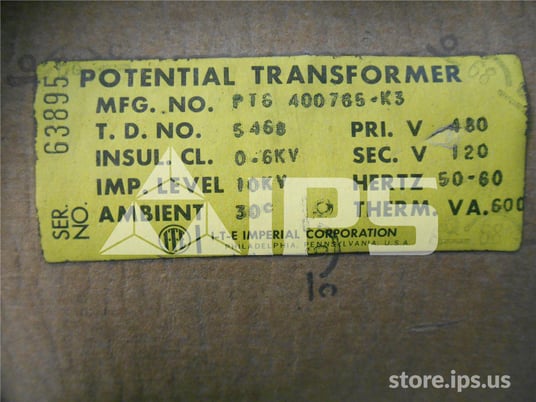 POTENTIAL TRANSFORMER
MFG. NO. PTG 400765-K3
T. D. NO. 5468 PRI. V 480
INSUL. CL. 0.6KV SEC. V 120
IMP. LEVEL 10KV HERTZ 50-60
AMBIENT 30°C THERM. VA. 600
SER. NO. 63895
ITE I-T-E IMPERIAL CORPORATION
PHILADELPHIA, PENNSYLVANIA, U.S.A.
IPS
store.ips.us